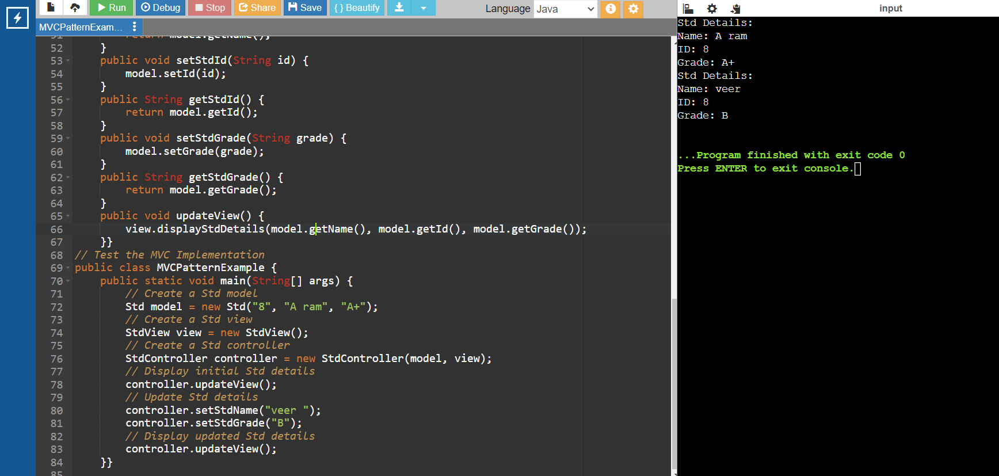 Run Debug Stop Share Save { } Beautify
Language Java
MVCPatternExam...
51 return model.getName();
52 }
53 public void setStdId(String id) {
54 model.setId(id);
55 }
56 public String getStdId() {
57 return model.getId();
58 }
59 public void setStdGrade(String grade) {
60 model.setGrade(grade);
61 }
62 public String getStdGrade() {
63 return model.getGrade();
64 }
65 public void updateView() {
66 view.displayStdDetails(model.getName(), model.getId(), model.getGrade());
67 }}
68 // Test the MVC Implementation
69 public class MVCPatternExample {
70 public static void main(String[] args) {
71 // Create a Std model
72 Std model = new Std("8", "A ram", "A+");
73 // Create a Std view
74 StdView view = new StdView();
75 // Create a Std controller
76 StdController controller = new StdController(model, view);
77 // Display initial Std details
78 controller.updateView();
79 // Update Std details
80 controller.setStdName("veer ");
81 controller.setStdGrade("B");
82 // Display updated Std details
83 controller.updateView();
84 }}
85
input
Std Details:
Name: A ram
ID: 8
Grade: A+
Std Details:
Name: veer
ID: 8
Grade: B
...Program finished with exit code 0
Press ENTER to exit console.